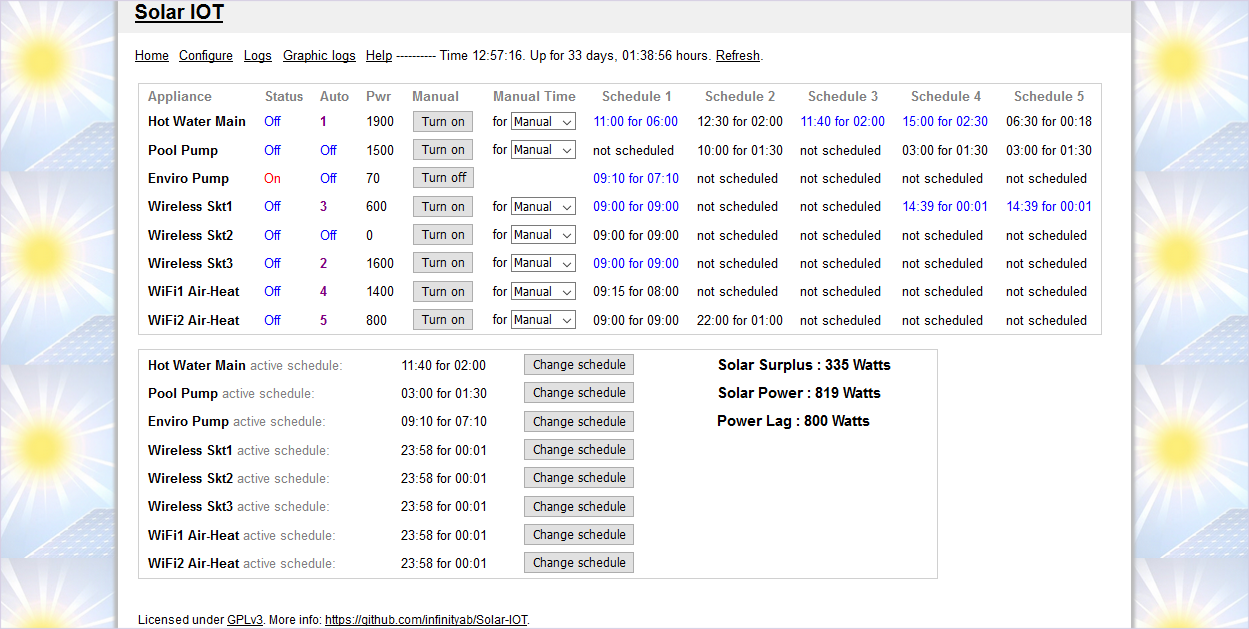 Solar IOT
Home Configure Logs Graphic logs Help ---------- Time 12:57:16. Up for 33 days, 01:38:56 hours. Refresh.
Appliance Status Auto Pwr Manual Manual Time Schedule 1 Schedule 2 Schedule 3 Schedule 4 Schedule 5
Hot Water Main Off 1 1900 Turn on for Manual 11:00 for 06:00 12:30 for 02:00 11:40 for 02:00 15:00 for 02:30 06:30 for 00:18
Pool Pump Off Off 1500 Turn on for Manual not scheduled 10:00 for 01:30 not scheduled 03:00 for 01:30 03:00 for 01:30
Enviro Pump On Off 70 Turn off 09:10 for 07:10 not scheduled not scheduled not scheduled not scheduled
Wireless Skt1 Off 3 600 Turn on for Manual 09:00 for 09:00 not scheduled not scheduled 14:39 for 00:01 14:39 for 00:01
Wireless Skt2 Off Off 0 Turn on for Manual 09:00 for 09:00 not scheduled not scheduled not scheduled not scheduled
Wireless Skt3 Off 2 1600 Turn on for Manual 09:00 for 09:00 not scheduled not scheduled not scheduled not scheduled
WiFi1 Air-Heat Off 4 1400 Turn on for Manual 09:15 for 08:00 not scheduled not scheduled not scheduled not scheduled
WiFi2 Air-Heat Off 5 800 Turn on for Manual 09:00 for 09:00 22:00 for 01:00 not scheduled not scheduled not scheduled
Hot Water Main active schedule: 11:40 for 02:00 Change schedule Solar Surplus : 335 Watts
Pool Pump active schedule: 03:00 for 01:30 Change schedule Solar Power : 819 Watts
Enviro Pump active schedule: 09:10 for 07:10 Change schedule Power Lag : 800 Watts
Wireless Skt1 active schedule: 23:58 for 00:01 Change schedule
Wireless Skt2 active schedule: 23:58 for 00:01 Change schedule
Wireless Skt3 active schedule: 23:58 for 00:01 Change schedule
WiFi1 Air-Heat active schedule: 23:58 for 00:01 Change schedule
WiFi2 Air-Heat active schedule: 23:58 for 00:01 Change schedule
Licensed under GPLv3. More info: https://github.com/infinityab/Solar-IOT.